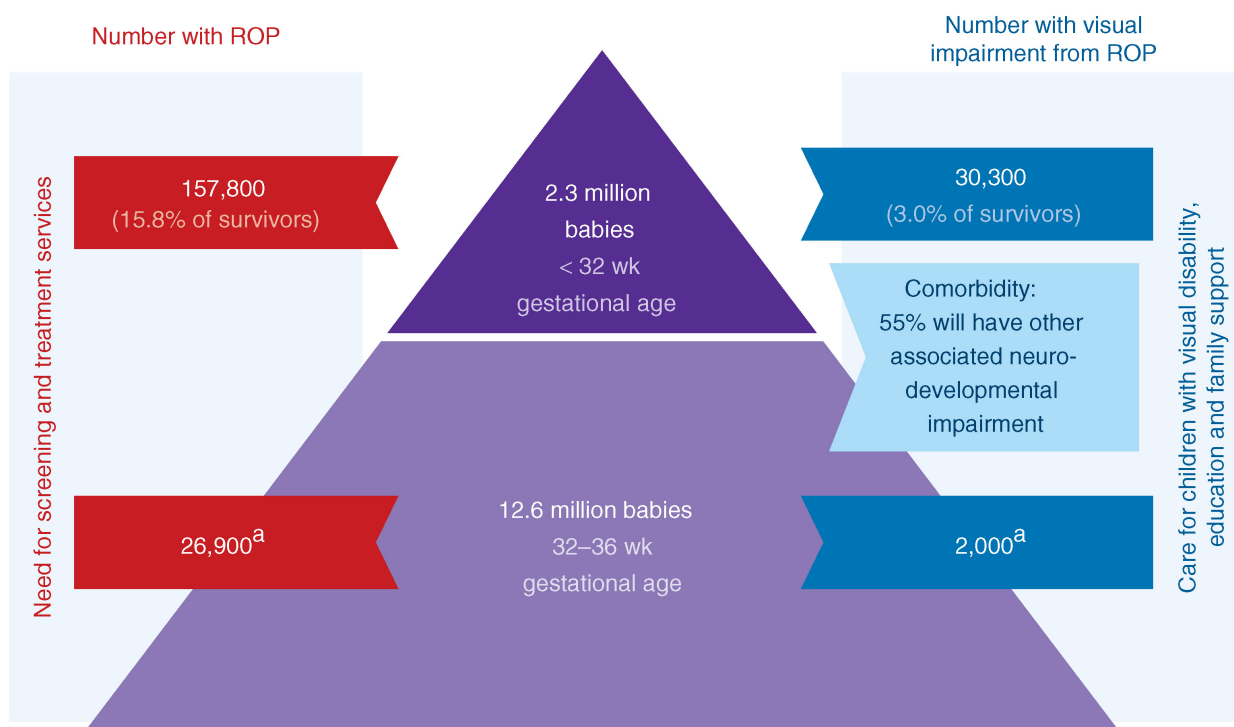 Number with ROP
Number with visual
impairment from ROP
Need for screening and treatment services
157,800
(15.8% of survivors)
2.3 million
babies
< 32 wk
gestational age
30,300
(3.0% of survivors)
Comorbidity:
55% will have other
associated neuro-
developmental
impairment
26,900a
12.6 million babies
32–36 wk
gestational age
2,000a
Care for children with visual disability,
education and family support